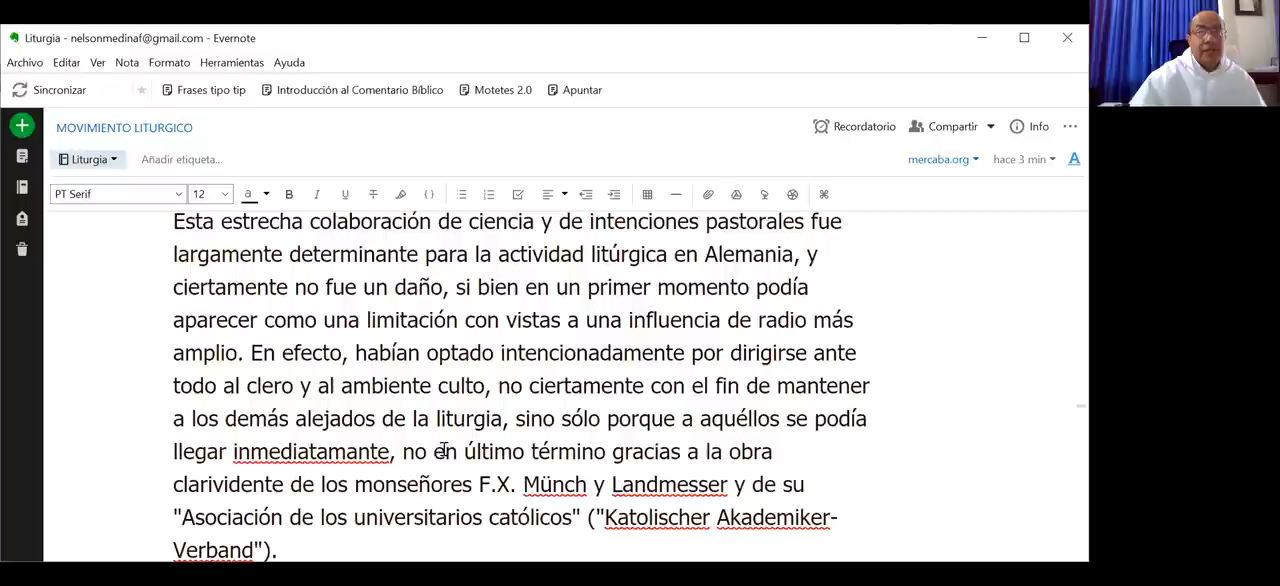 Liturgia - nelsonmedinaf@gmail.com - Evernote
Archivo Editar Ver Nota Formato Herramientas Ayuda
Sincronizar Frases tipo tip Introducción al Comentario Bíblico Motetes 2.0 Apuntar
MOVIMIENTO LITURGICO Recordatorio Compartir Info
Liturgia Añadir etiqueta... mercaba.org hace 3 min A
PT Serif 12 a B I U T
Esta estrecha colaboración de ciencia y de intenciones pastorales fue
largamente determinante para la actividad litúrgica en Alemania, y
ciertamente no fue un daño, si bien en un primer momento podía
aparecer como una limitación con vistas a una influencia de radio más
amplio. En efecto, habían optado intencionadamente por dirigirse ante
todo al clero y al ambiente culto, no ciertamente con el fin de mantener
a los demás alejados de la liturgia, sino sólo porque a aquéllos se podía
llegar inmediatamante, no en último término gracias a la obra
clarividente de los monseñores F.X. Münch y Landmesser y de su
"Asociación de los universitarios católicos" ("Katolischer Akademiker-
Verband").